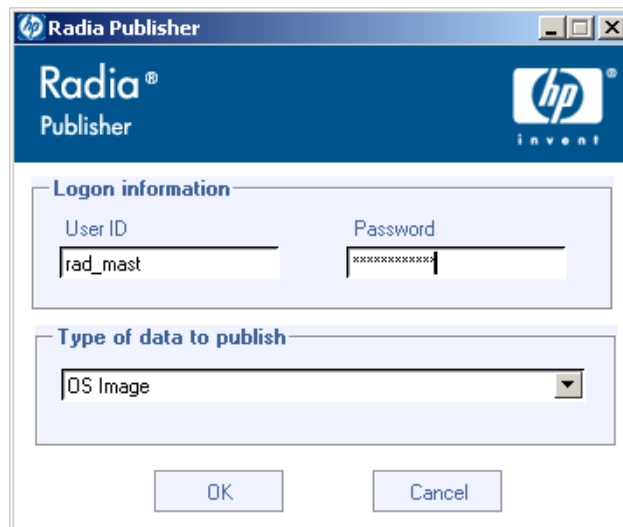 Radia Publisher
Radia®
Publisher
hp®
invent
Logon information
User ID
Password
rad_mast
************
Type of data to publish
OS Image
OK
Cancel